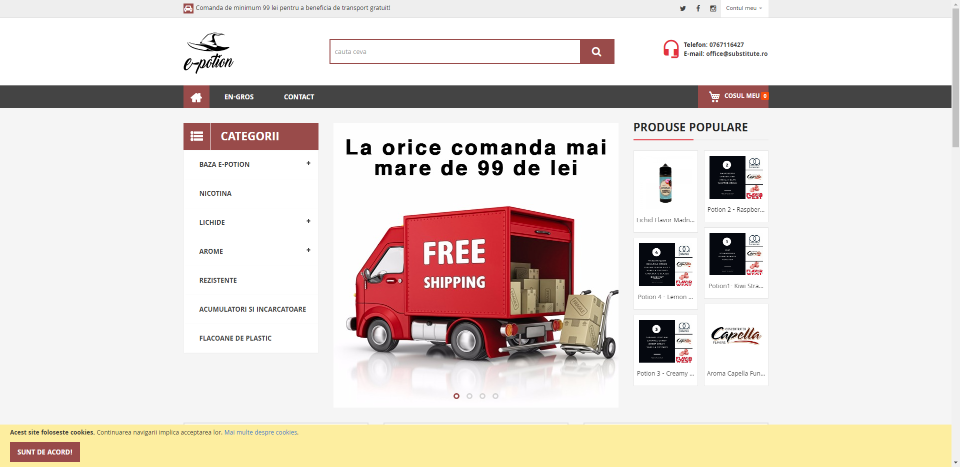 Comanda de minimum 99 lei pentru a beneficia de transport gratuit!
Contul meu
e-potion
cauta ceva
Telefon: 0767116427
E-mail: office@substitute.ro
EN-GROS
CONTACT
COSUL MEU 0
CATEGORII
BAZA E-POTION +
NICOTINA
LICHIDE +
AROME +
REZISTENTE
ACUMULATORI SI INCARCATOARE
FLACOANE DE PLASTIC
La orice comanda mai
mare de 99 de lei
FREE
SHIPPING
PRODUSE POPULARE
Lichid Flavor Madn...
Potion 2 - Raspber...
Potion 4 - Lemon ...
Potion1 - Kiwi Stra...
Potion 3 - Creamy ...
Capella
Aroma Capella Fun...
Acest site foloseste cookies. Continuarea navigarii implica acceptarea lor. Mai multe despre cookies.
SUNT DE ACORD!